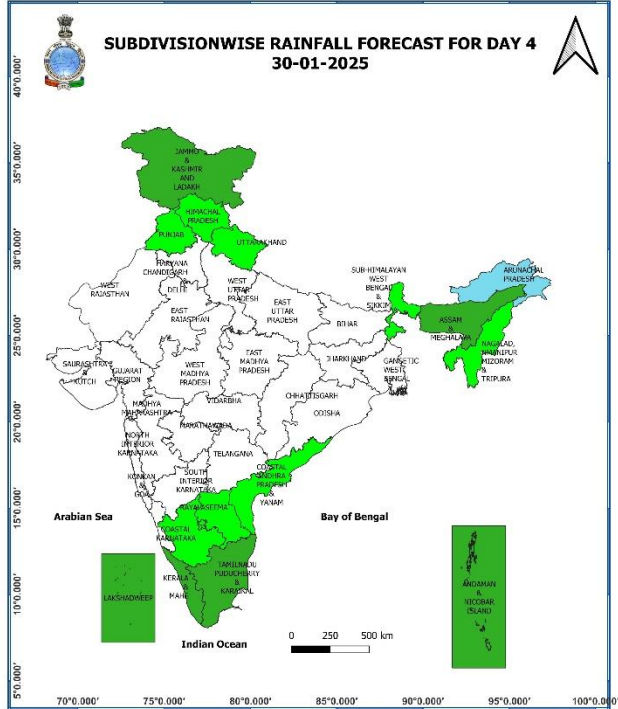 SUBDIVISIONWISE RAINFALL FORECAST FOR DAY 4
30-01-2025
40°0.000'
35°0.000'
30°0.000'
25°0.000'
20°0.000'
15°0.000'
10°0.000'
5°0.000'
JAMMU
&
KASHMIR
AND
LADAKH
HIMACHAL
PRADESH
PUNJAB
UTTARAKHAND
HARYANA
CHANDIGARH
&
DELHI
WEST
RAJASTHAN
WEST
UTTAR
PRADESH
EAST
RAJASTHAN
EAST
UTTAR
PRADESH
SUB-HIMALAYAN
WEST
BENGAL
&
SIKKIM
ARUNACHAL
PRADESH
ASSAM
&
MEGHALAYA
NAGALAD,
MANIPUR
MIZORAM
&
TRIPURA
BIHAR
JHARKHAND
GANGETIC
WEST
BENGAL
SAURASHTRA
&
KUTCH
GUJARAT
REGION
WEST
MADHYA
PRADESH
EAST
MADHYA
PRADESH
CHHATTISGARH
ODISHA
VIDARBHA
MADHYA
MAHARASHTRA
MARATHAWADA
NORTH
INTERIOR
KARNATAKA
TELANGANA
KONKAN
&
GOA
SOUTH
INTERIOR
KARNATAKA
COASTAL
ANDHRA
PRADESH
&
YANAM
RAYALASEEMA
COASTAL
KARNATAKA
Arabian Sea
Bay of Bengal
LAKSHADWEEP
KERALA
&
MAHE
TAMILNADU
PUDUCHERRY
&
KARAIKAL
ANDAMAN
&
NICOBAR
ISLAND
Indian Ocean
0 250 500 km
70°0.000' 75°0.000' 80°0.000' 85°0.000' 90°0.000' 95°0.000' 100°0.000'